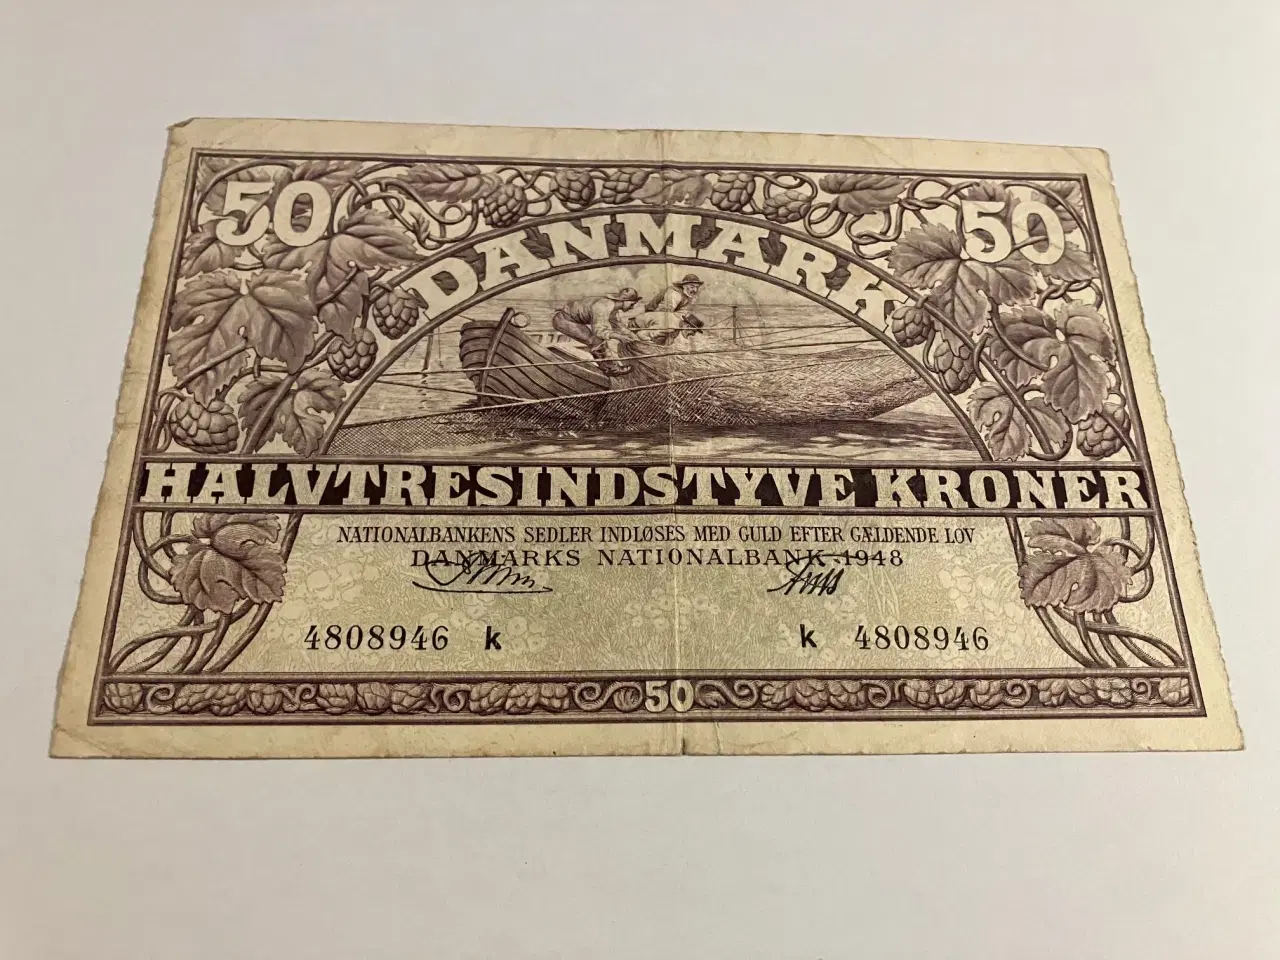 50 50
DANMARK
HALVTRESINDSTYVE KRONER
NATIONALBANKENS SEDLER INDLØSES MED GULD EFTER GÆLDENDE LOV
DANMARKS NATIONALBANK 1948
4808946 k k 4808946
50